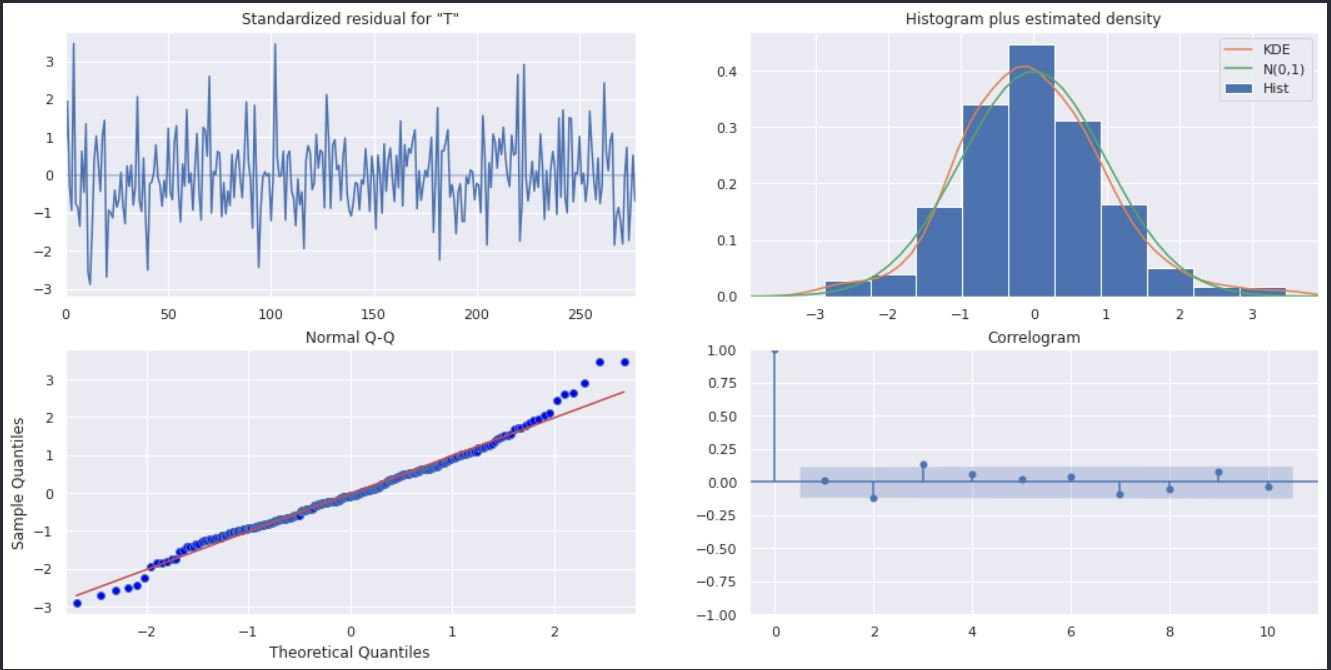 Standardized residual for "T"
3
2
1
0
−1
−2
−3
0 50 100 150 200 250
Histogram plus estimated density
KDE
N(0,1)
Hist
0.4
0.3
0.2
0.1
0.0
−3 −2 −1 0 1 2 3
Normal Q-Q
Sample Quantiles
3
2
1
0
−1
−2
−3
−2 −1 0 1 2
Theoretical Quantiles
Correlogram
1.00
0.75
0.50
0.25
0.00
−0.25
−0.50
−0.75
−1.00
0 2 4 6 8 10